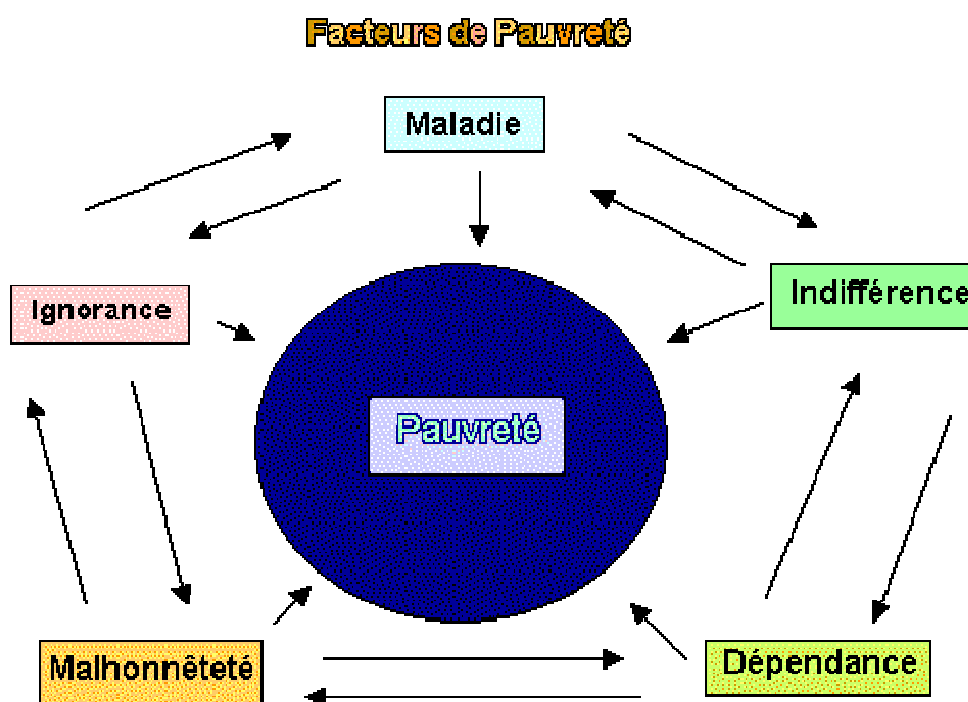 Facteurs de Pauvreté
Maladie
Ignorance
Indifférence
Pauvreté
Malhonnêteté
Dépendance